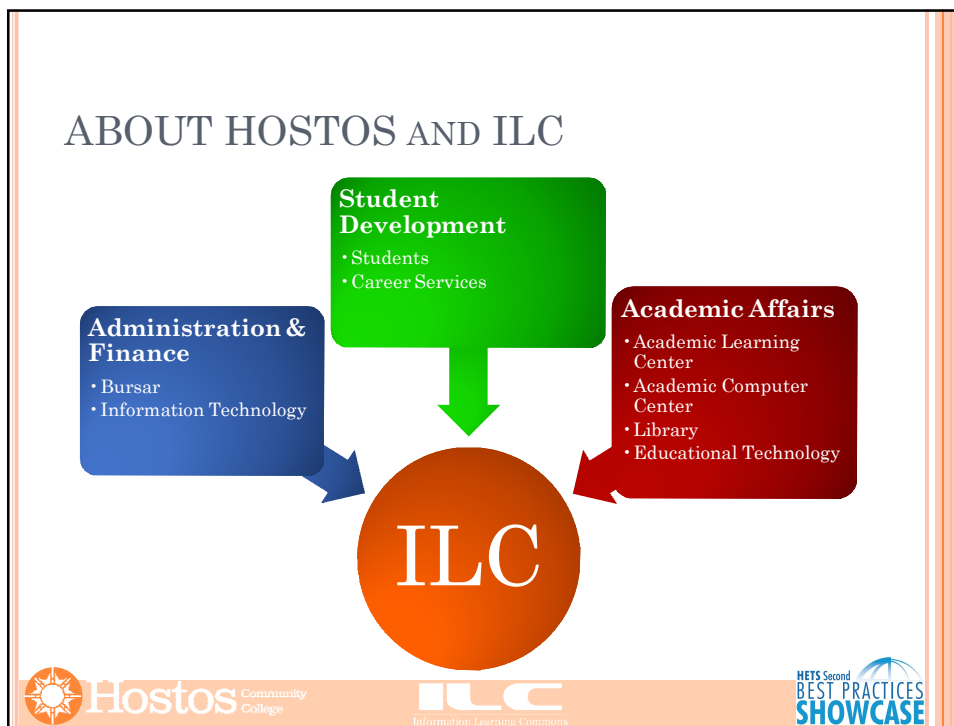 ABOUT HOSTOS AND ILC
Student
Development
• Students
• Career Services
Administration &
Finance
• Bursar
• Information Technology
Academic Affairs
• Academic Learning
Center
• Academic Computer
Center
• Library
• Educational Technology
ILC
Hostos Community
College
ILC
Information Learning Commons
HETS Second
BEST PRACTICES
SHOWCASE